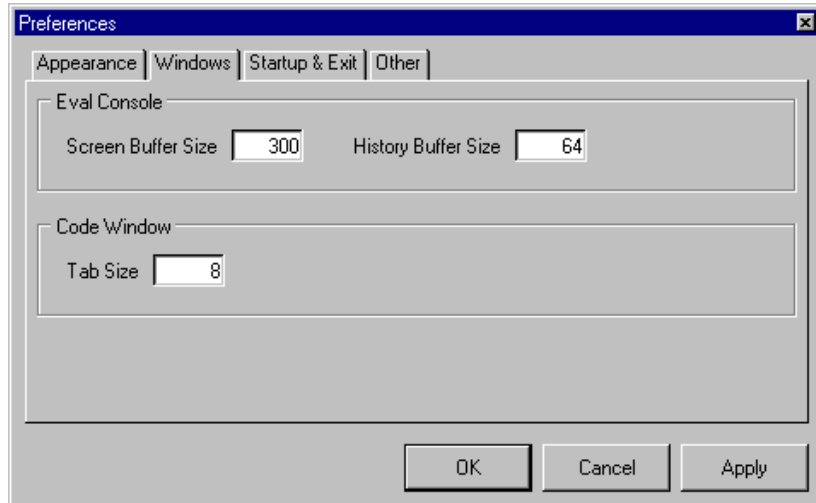 Preferences
Appearance Windows Startup & Exit Other
Eval Console
Screen Buffer Size 300 History Buffer Size 64
Code Window
Tab Size 8
OK Cancel Apply